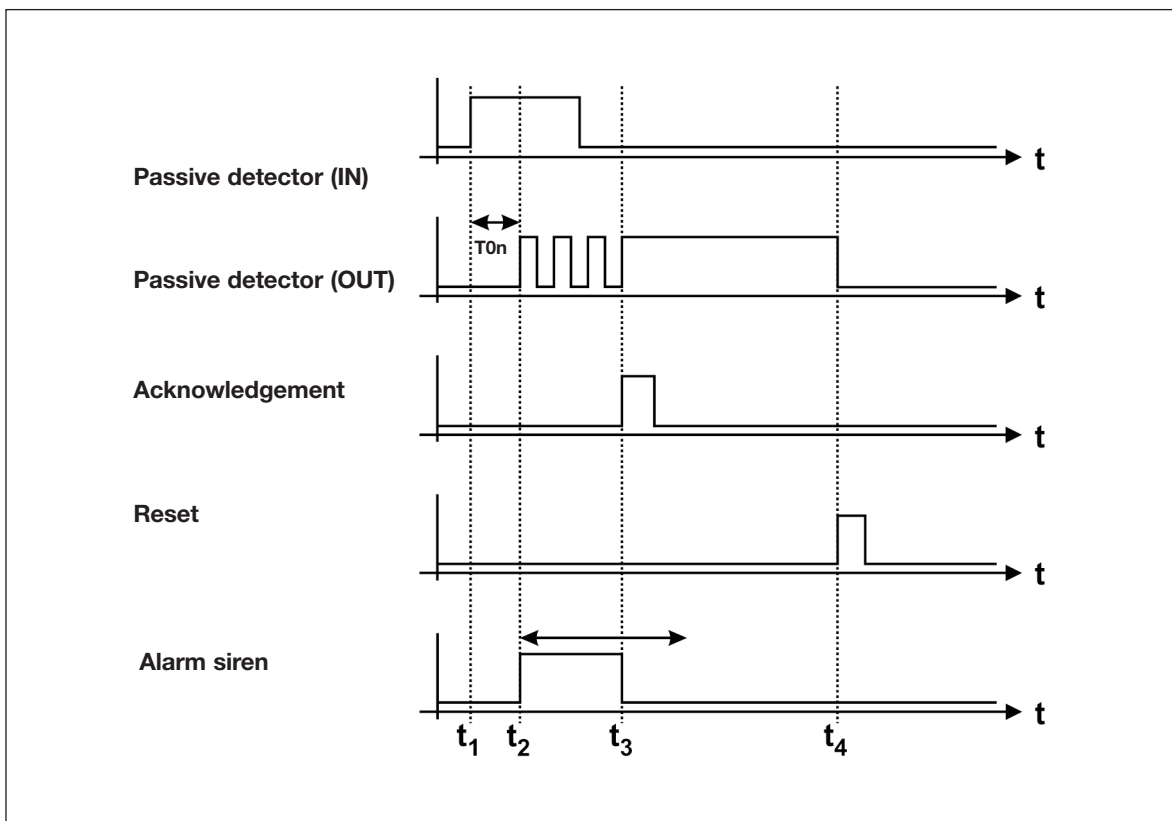 t
Passive detector (IN)
T0n
Passive detector (OUT)
t
Acknowledgement
t
Reset
t
Alarm siren
t
t₁ t₂ t₃ t₄